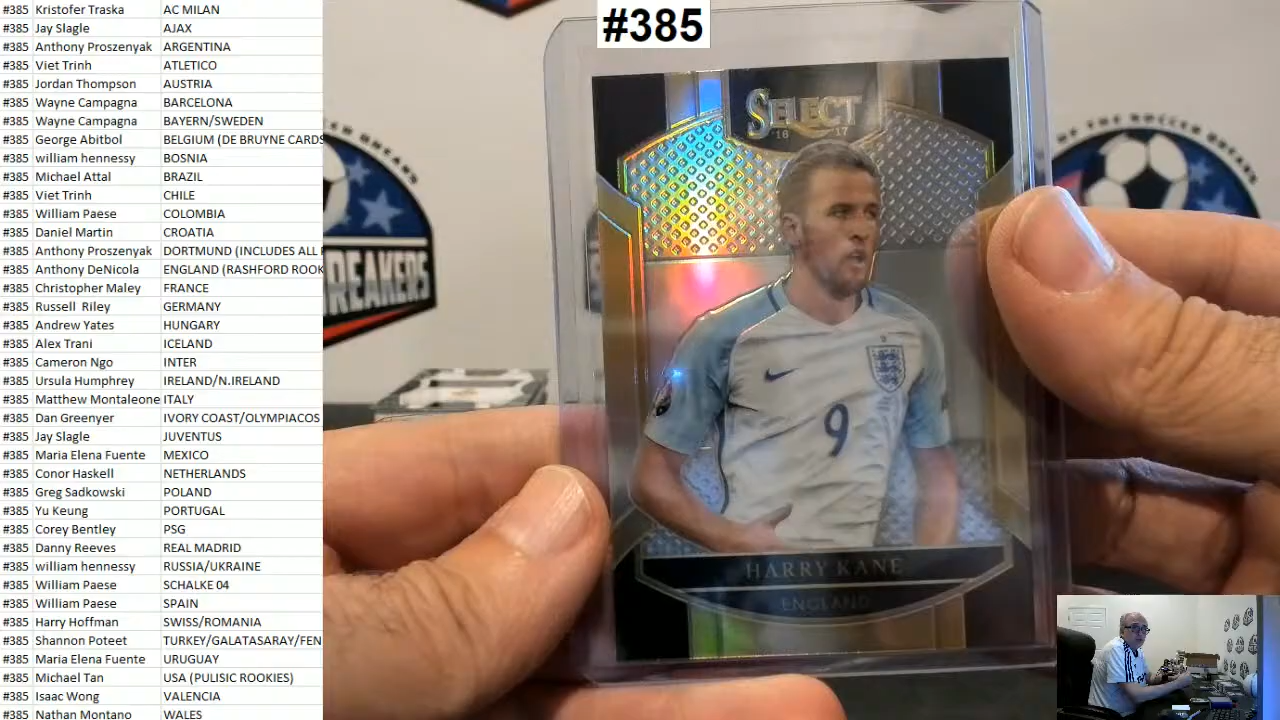 #385 Kristofer Traska AC MILAN
#385 Jay Slagle AJAX
#385 Anthony Proszenyak ARGENTINA
#385 Viet Trinh ATLETICO
#385 Jordan Thompson AUSTRIA
#385 Wayne Campagna BARCELONA
#385 Wayne Campagna BAYERN/SWEDEN
#385 George Abitbol BELGIUM (DE BRUYNE CARDS
#385 william hennessy BOSNIA
#385 Michael Attal BRAZIL
#385 Viet Trinh CHILE
#385 William Paese COLOMBIA
#385 Daniel Martin CROATIA
#385 Anthony Proszenyak DORTMUND (INCLUDES ALL
#385 Anthony DeNicola ENGLAND (RASHFORD ROOK
#385 Christopher Maley FRANCE
#385 Russell Riley GERMANY
#385 Andrew Yates HUNGARY
#385 Alex Trani ICELAND
#385 Cameron Ngo INTER
#385 Ursula Humphrey IRELAND/N.IRELAND
#385 Matthew Montaleone ITALY
#385 Dan Greenyer IVORY COAST/OLYMPIACOS
#385 Jay Slagle JUVENTUS
#385 Maria Elena Fuente MEXICO
#385 Conor Haskell NETHERLANDS
#385 Greg Sadkowski POLAND
#385 Yu Keung PORTUGAL
#385 Corey Bentley PSG
#385 Danny Reeves REAL MADRID
#385 william hennessy RUSSIA/UKRAINE
#385 William Paese SCHALKE 04
#385 William Paese SPAIN
#385 Harry Hoffman SWISS/ROMANIA
#385 Shannon Poteet TURKEY/GALATASARAY/FEN
#385 Maria Elena Fuente URUGUAY
#385 Michael Tan USA (PULISIC ROOKIES)
#385 Isaac Wong VALENCIA
#385 Nathan Montano WALES
#385
SELECT
'16 '17
9
HARRY KANE
ENGLAND
BREAKERS
OF THE SOCCER BREAKS